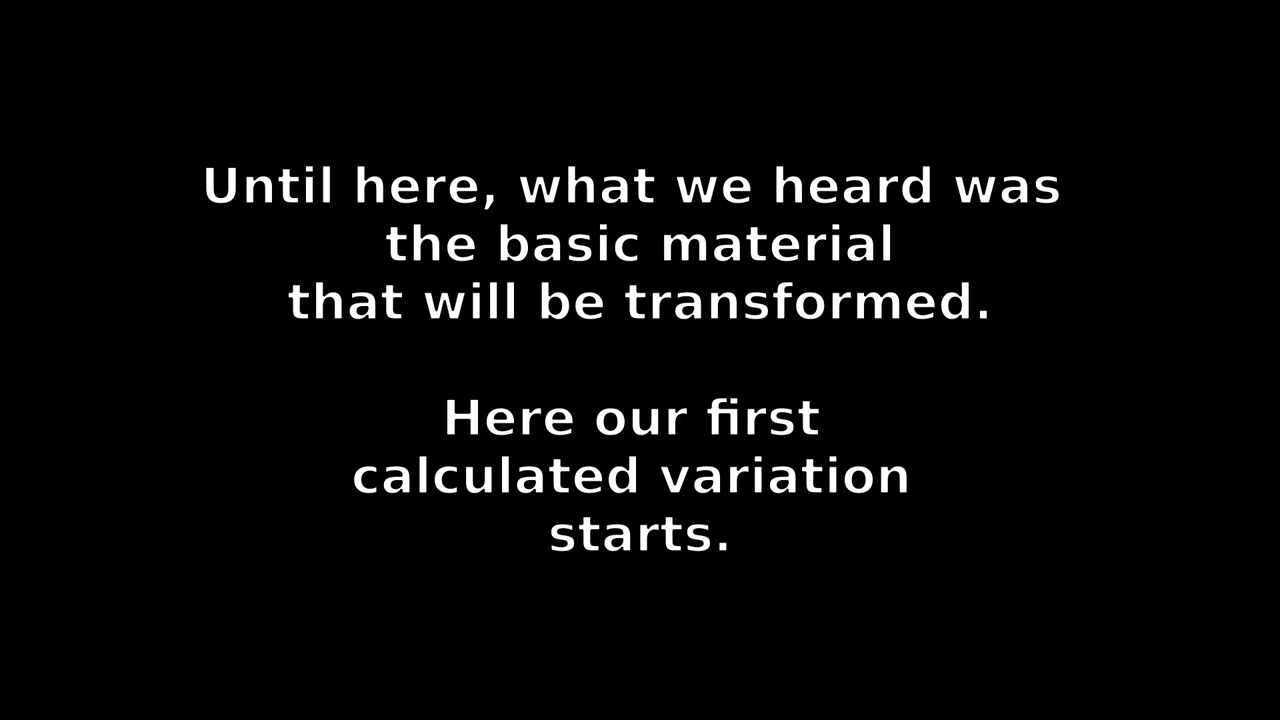 Until here, what we heard was
the basic material
that will be transformed.
Here our first
calculated variation
starts.